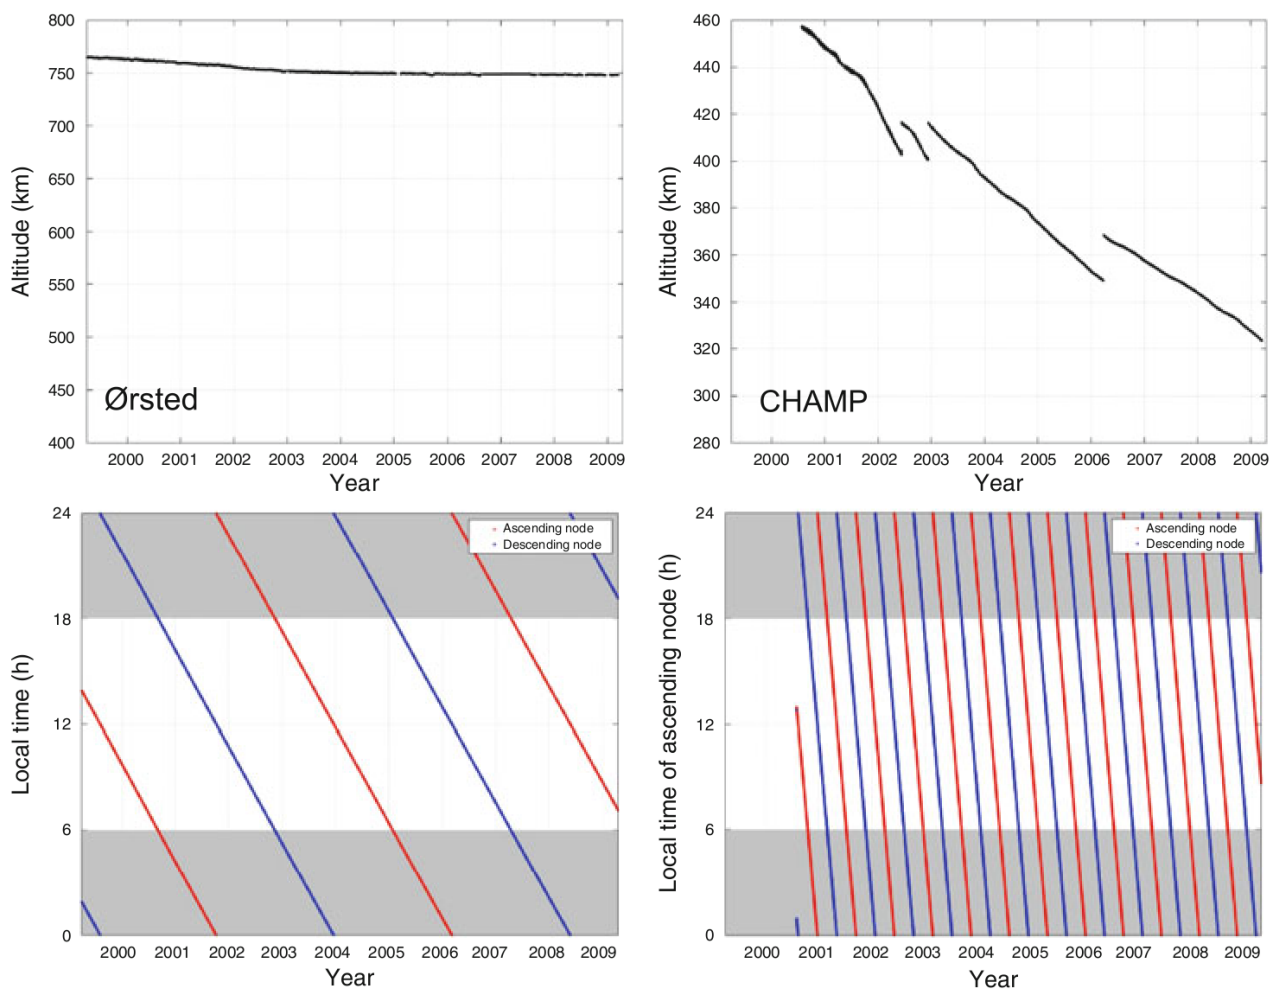 800
750
700
650
600
550
500
450
400
Altitude (km)
Ørsted
2000 2001 2002 2003 2004 2005 2006 2007 2008 2009
Year
460
440
420
400
380
360
340
320
300
280
Altitude (km)
CHAMP
2000 2001 2002 2003 2004 2005 2006 2007 2008 2009
Year
24
18
12
6
0
Local time (h)
Ascending node
Descending node
2000 2001 2002 2003 2004 2005 2006 2007 2008 2009
Year
24
18
12
6
0
Local time of ascending node (h)
Ascending node
Descending node
2000 2001 2002 2003 2004 2005 2006 2007 2008 2009
Year